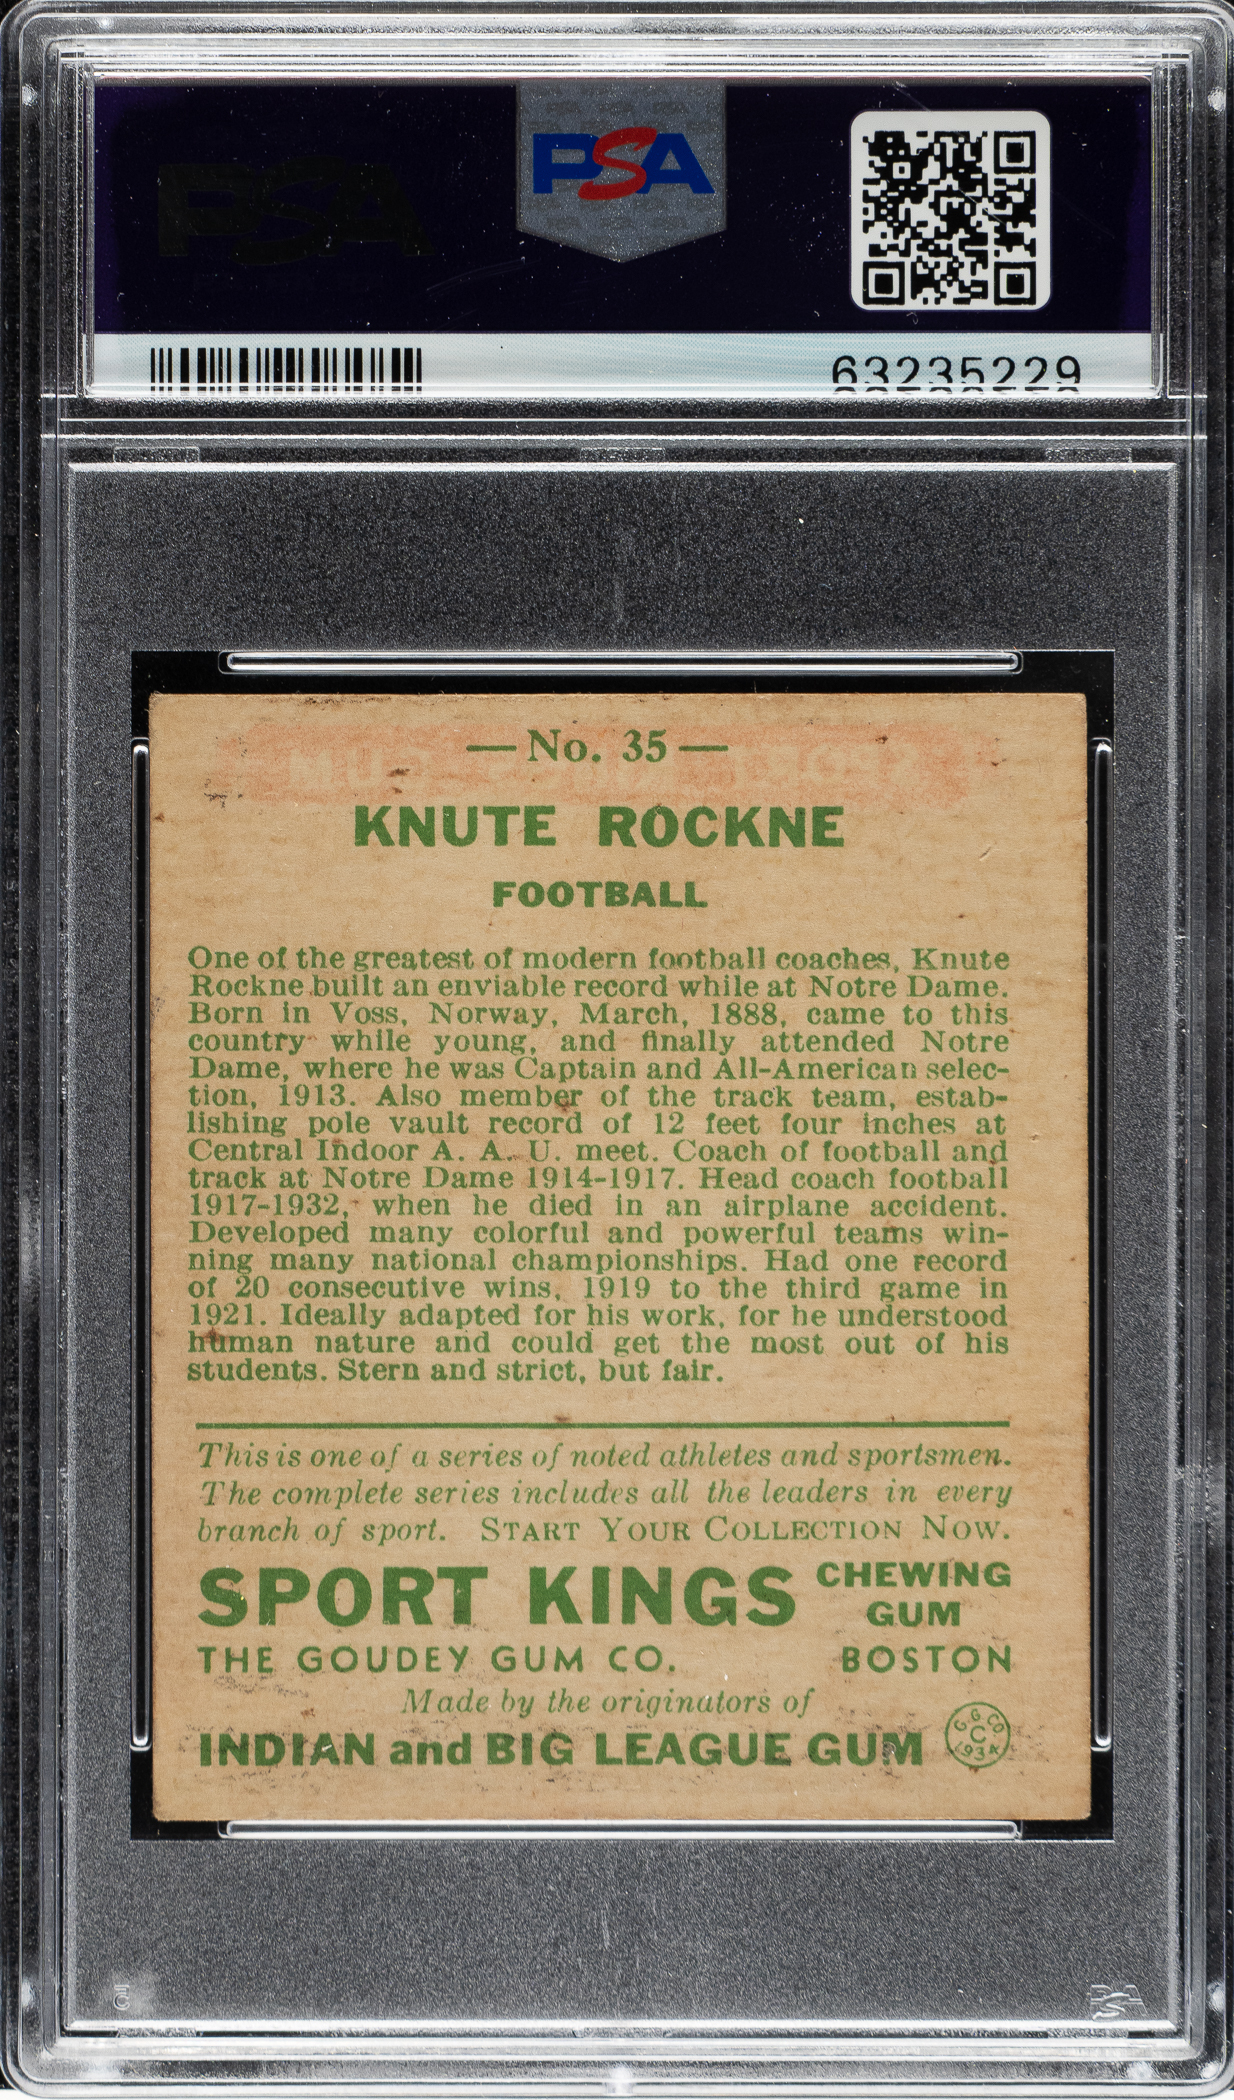 PSA
PSA
63235229
— No. 35 —
KNUTE ROCKNE
FOOTBALL
One of the greatest of modern football coaches, Knute
Rockne built an enviable record while at Notre Dame.
Born in Voss, Norway, March, 1888, came to this
country while young, and finally attended Notre
Dame, where he was Captain and All-American selec-
tion, 1913. Also member of the track team, estab-
lishing pole vault record of 12 feet four inches at
Central Indoor A. A. U. meet. Coach of football and
track at Notre Dame 1914-1917. Head coach football
1917-1932, when he died in an airplane accident.
Developed many colorful and powerful teams win-
ning many national championships. Had one record
of 20 consecutive wins, 1919 to the third game in
1921. Ideally adapted for his work, for he understood
human nature and could get the most out of his
students. Stern and strict, but fair.
This is one of a series of noted athletes and sportsmen.
The complete series includes all the leaders in every
branch of sport. START YOUR COLLECTION NOW.
SPORT KINGS CHEWING GUM
THE GOUDEY GUM CO. BOSTON
Made by the originators of
INDIAN and BIG LEAGUE GUM
G. G. CO
C
1934
PSA